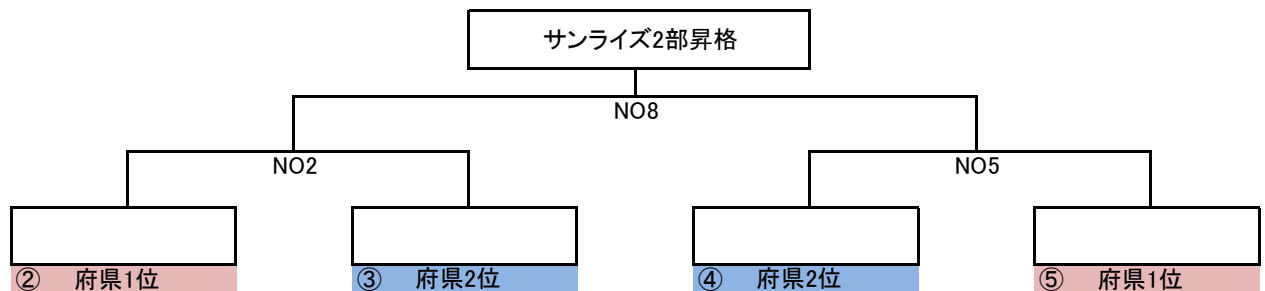 サンライズ2部昇格
NO8
NO2
NO5
② 府県1位
③ 府県2位
④ 府県2位
⑤ 府県1位